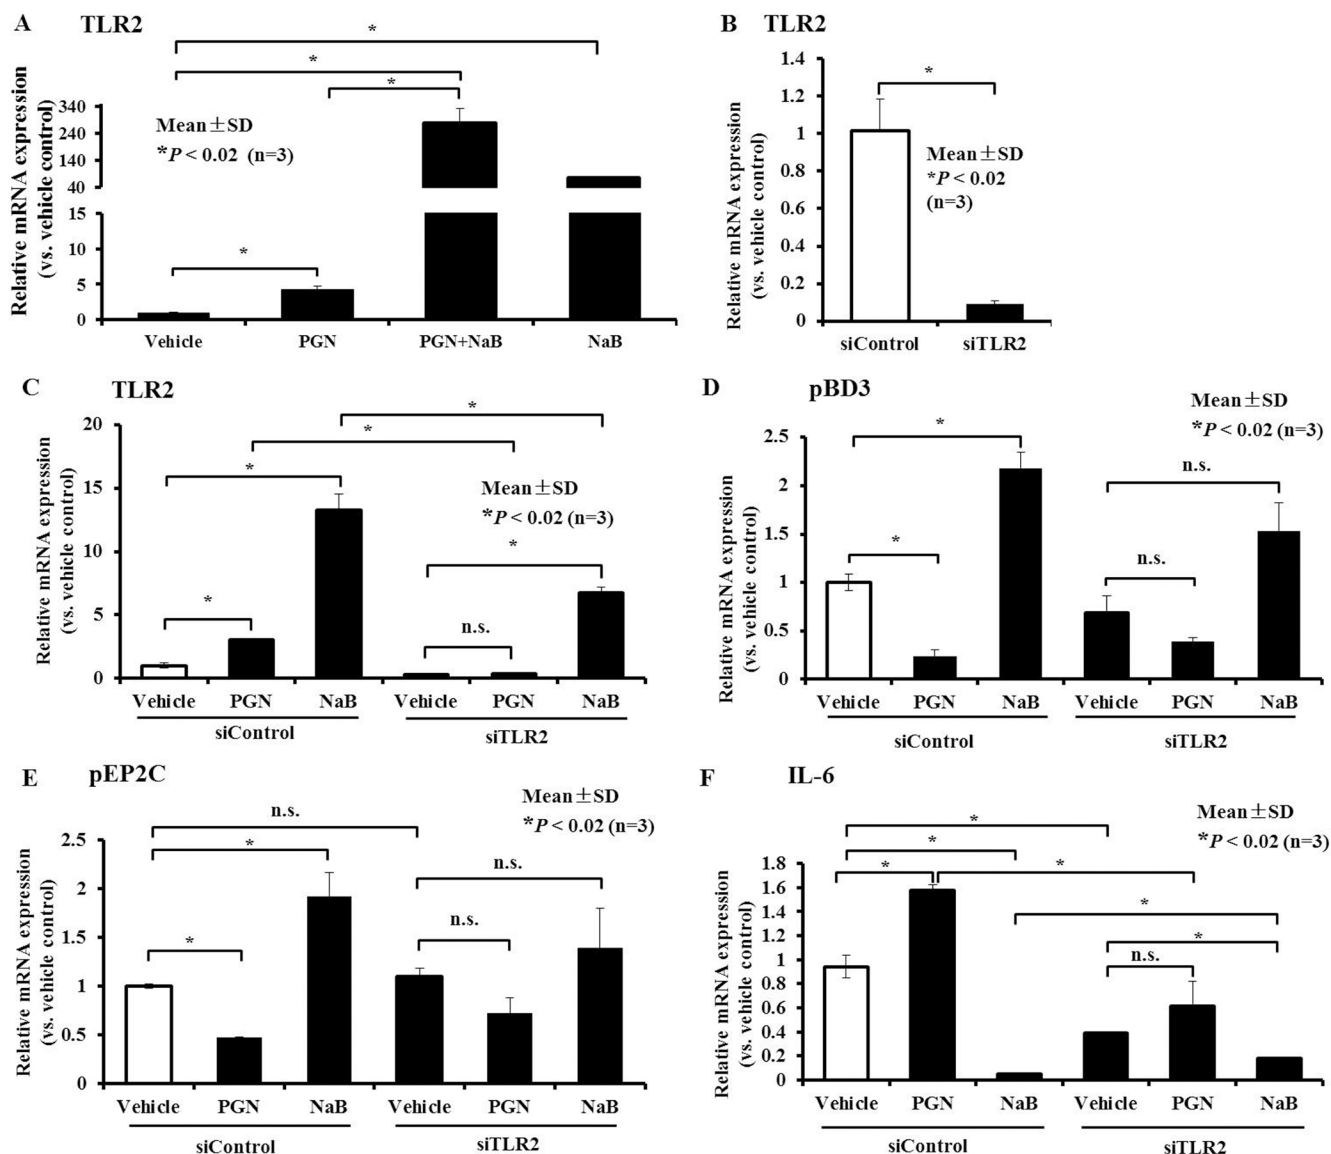 A TLR2
Relative mRNA expression
(vs. vehicle control)
340
240
140
40
15
10
5
0
Mean±SD
*P < 0.02 (n=3)
*
*
*
*
Vehicle PGN PGN+NaB NaB
B TLR2
Relative mRNA expression
(vs. vehicle control)
1.4
1.2
1
0.8
0.6
0.4
0.2
0
*
Mean±SD
*P < 0.02
(n=3)
siControl siTLR2
C TLR2
Relative mRNA expression
(vs. vehicle control)
20
15
10
5
0
*
*
*
Mean±SD
*P < 0.02 (n=3)
*
*
n.s.
Vehicle PGN NaB Vehicle PGN NaB
siControl siTLR2
D pBD3
Mean±SD
*P < 0.02 (n=3)
Relative mRNA expression
(vs. vehicle control)
2.5
2
1.5
1
0.5
0
*
n.s.
*
n.s.
Vehicle PGN NaB Vehicle PGN NaB
siControl siTLR2
E pEP2C
Mean±SD
*P < 0.02 (n=3)
Relative mRNA expression
(vs. vehicle control)
2.5
2
1.5
1
0.5
0
n.s.
*
n.s.
n.s.
*
Vehicle PGN NaB Vehicle PGN NaB
siControl siTLR2
F IL-6
Mean±SD
*P < 0.02 (n=3)
Relative mRNA expression
(vs. vehicle control)
1.8
1.6
1.4
1.2
1
0.8
0.6
0.4
0.2
0
*
*
*
*
*
*
n.s.
Vehicle PGN NaB Vehicle PGN NaB
siControl siTLR2